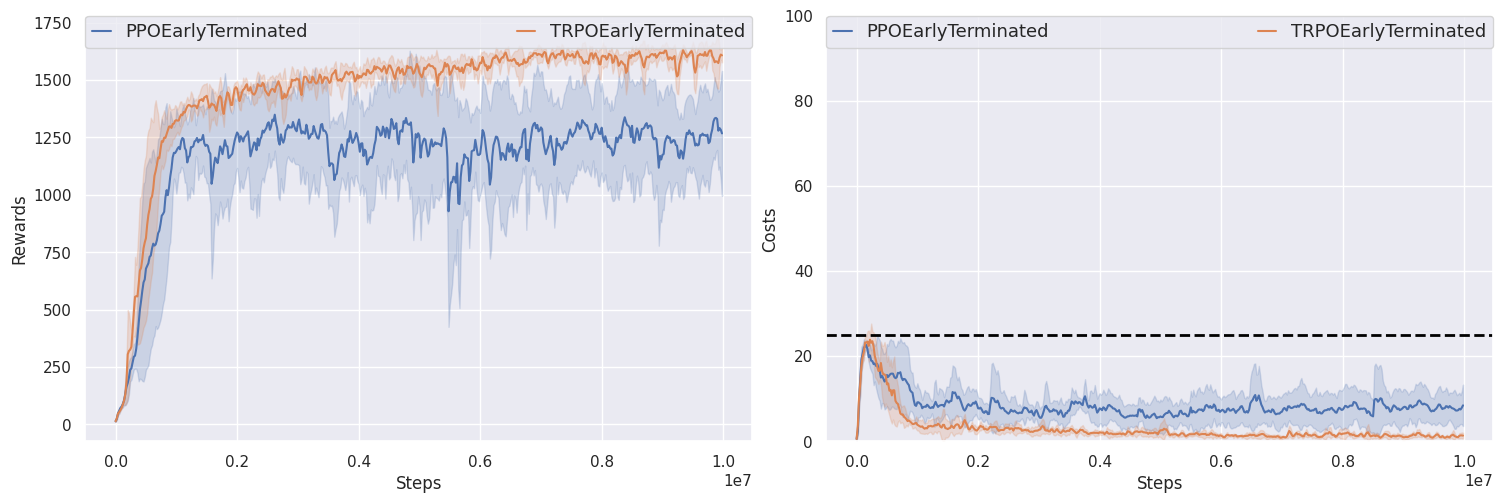 PPOEarlyTerminated TRPOEarlyTerminated
Rewards
1750
1500
1250
1000
750
500
250
0
0.0 0.2 0.4 0.6 0.8 1.0
1e7
Steps
PPOEarlyTerminated TRPOEarlyTerminated
Costs
100
80
60
40
20
0
0.0 0.2 0.4 0.6 0.8 1.0
1e7
Steps